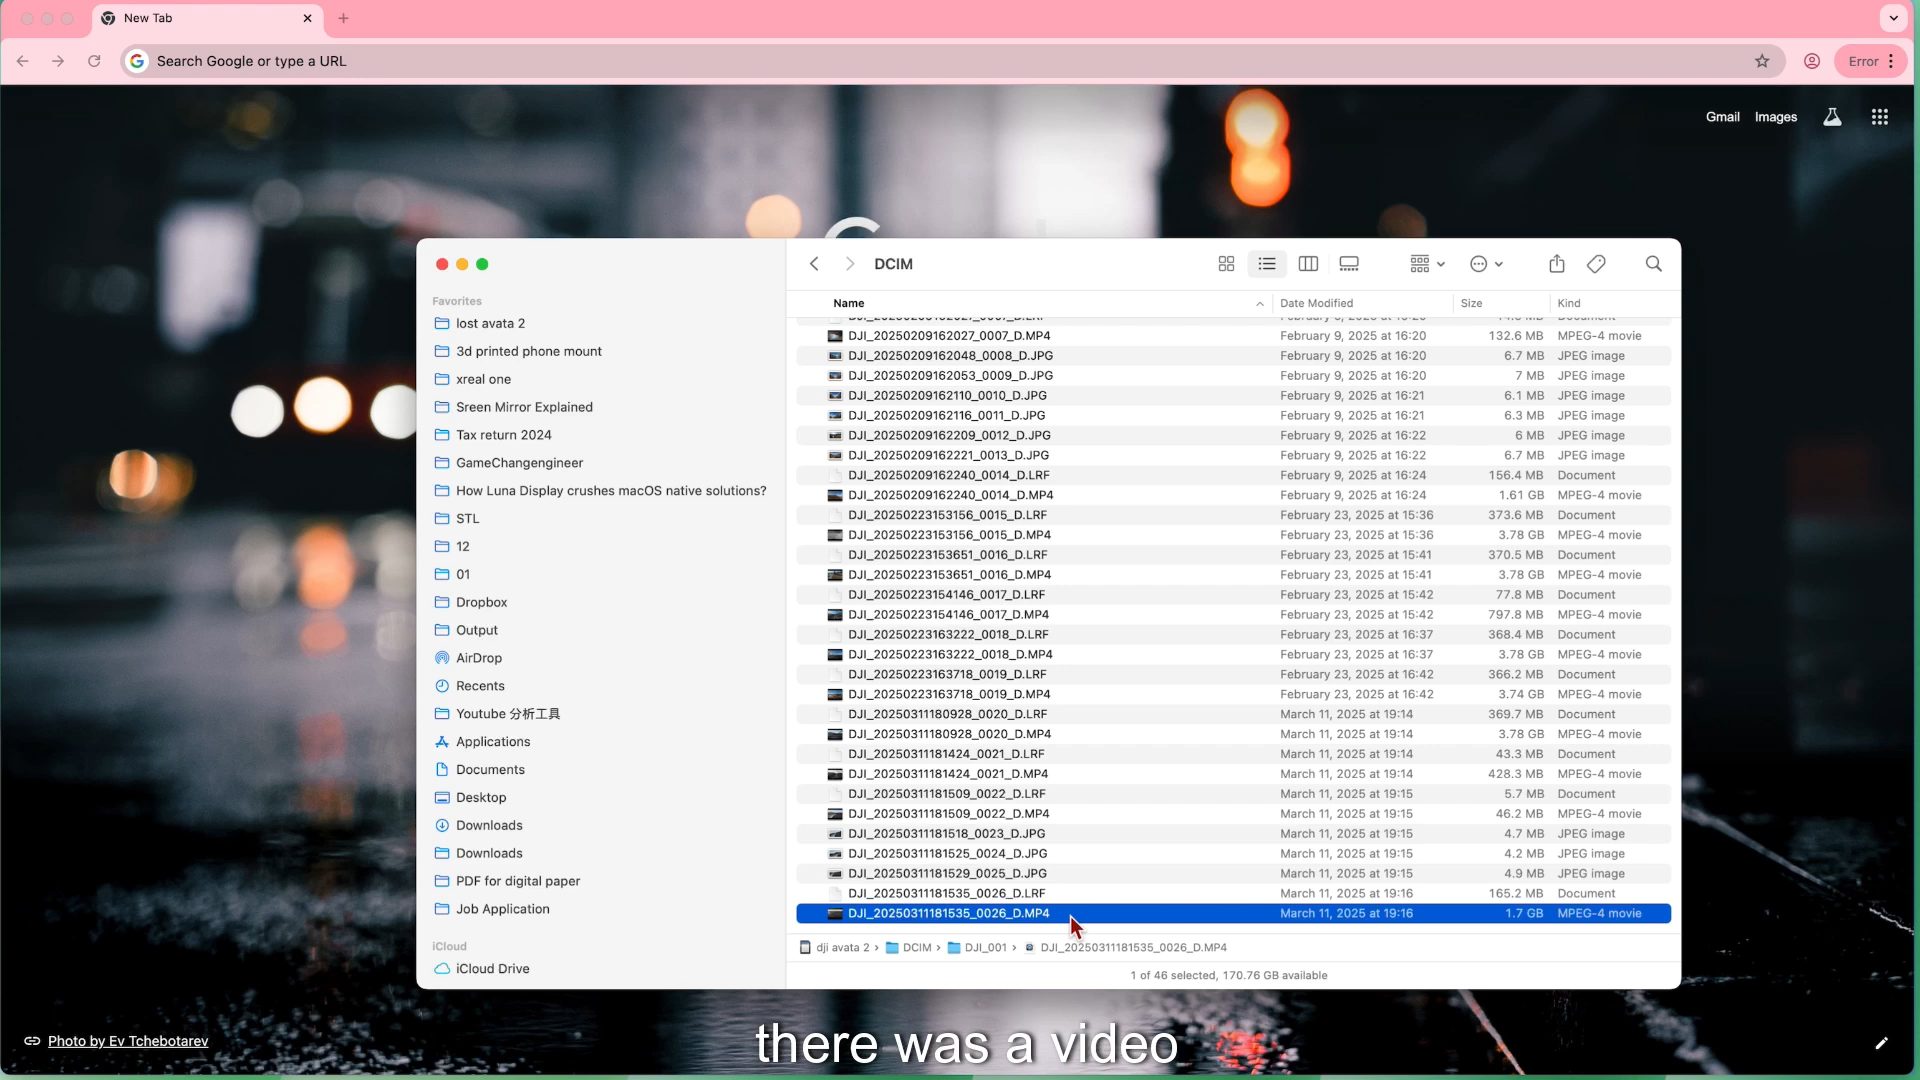 New Tab
Search Google or type a URL
Error
Gmail Images
DCIM
Favorites
lost avata 2
3d printed phone mount
xreal one
Sreen Mirror Explained
Tax return 2024
GameChangengineer
How Luna Display crushes macOS native solutions?
STL
12
01
Dropbox
Output
AirDrop
Recents
Youtube 分析工具
Applications
Documents
Desktop
Downloads
Downloads
PDF for digital paper
Job Application
iCloud
iCloud Drive
Name Date Modified Size Kind
DJI_20250209162027_0007_D.MP4 February 9, 2025 at 16:20 132.6 MB MPEG-4 movie
DJI_20250209162048_0008_D.JPG February 9, 2025 at 16:20 6.7 MB JPEG image
DJI_20250209162053_0009_D.JPG February 9, 2025 at 16:20 7 MB JPEG image
DJI_20250209162110_0010_D.JPG February 9, 2025 at 16:21 6.1 MB JPEG image
DJI_20250209162116_0011_D.JPG February 9, 2025 at 16:21 6.3 MB JPEG image
DJI_20250209162209_0012_D.JPG February 9, 2025 at 16:22 6 MB JPEG image
DJI_20250209162221_0013_D.JPG February 9, 2025 at 16:22 6.7 MB JPEG image
DJI_20250209162240_0014_D.LRF February 9, 2025 at 16:24 156.4 MB Document
DJI_20250209162240_0014_D.MP4 February 9, 2025 at 16:24 1.61 GB MPEG-4 movie
DJI_20250223153156_0015_D.LRF February 23, 2025 at 15:36 373.6 MB Document
DJI_20250223153156_0015_D.MP4 February 23, 2025 at 15:36 3.78 GB MPEG-4 movie
DJI_20250223153651_0016_D.LRF February 23, 2025 at 15:41 370.5 MB Document
DJI_20250223153651_0016_D.MP4 February 23, 2025 at 15:41 3.78 GB MPEG-4 movie
DJI_20250223154146_0017_D.LRF February 23, 2025 at 15:42 77.8 MB Document
DJI_20250223154146_0017_D.MP4 February 23, 2025 at 15:42 797.8 MB MPEG-4 movie
DJI_20250223163222_0018_D.LRF February 23, 2025 at 16:37 368.4 MB Document
DJI_20250223163222_0018_D.MP4 February 23, 2025 at 16:37 3.78 GB MPEG-4 movie
DJI_20250223163718_0019_D.LRF February 23, 2025 at 16:42 366.2 MB Document
DJI_20250223163718_0019_D.MP4 February 23, 2025 at 16:42 3.74 GB MPEG-4 movie
DJI_20250311180928_0020_D.LRF March 11, 2025 at 19:14 369.7 MB Document
DJI_20250311180928_0020_D.MP4 March 11, 2025 at 19:14 3.78 GB MPEG-4 movie
DJI_20250311181424_0021_D.LRF March 11, 2025 at 19:14 43.3 MB Document
DJI_20250311181424_0021_D.MP4 March 11, 2025 at 19:14 428.3 MB MPEG-4 movie
DJI_20250311181509_0022_D.LRF March 11, 2025 at 19:15 5.7 MB Document
DJI_20250311181509_0022_D.MP4 March 11, 2025 at 19:15 46.2 MB MPEG-4 movie
DJI_20250311181518_0023_D.JPG March 11, 2025 at 19:15 4.7 MB JPEG image
DJI_20250311181525_0024_D.JPG March 11, 2025 at 19:15 4.2 MB JPEG image
DJI_20250311181529_0025_D.JPG March 11, 2025 at 19:15 4.9 MB JPEG image
DJI_20250311181535_0026_D.LRF March 11, 2025 at 19:16 165.2 MB Document
DJI_20250311181535_0026_D.MP4 March 11, 2025 at 19:16 1.7 GB MPEG-4 movie
dji avata 2 › DCIM › DJI_001 › DJI_20250311181535_0026_D.MP4
1 of 46 selected, 170.76 GB available
Photo by Ev Tchebotarev
there was a video